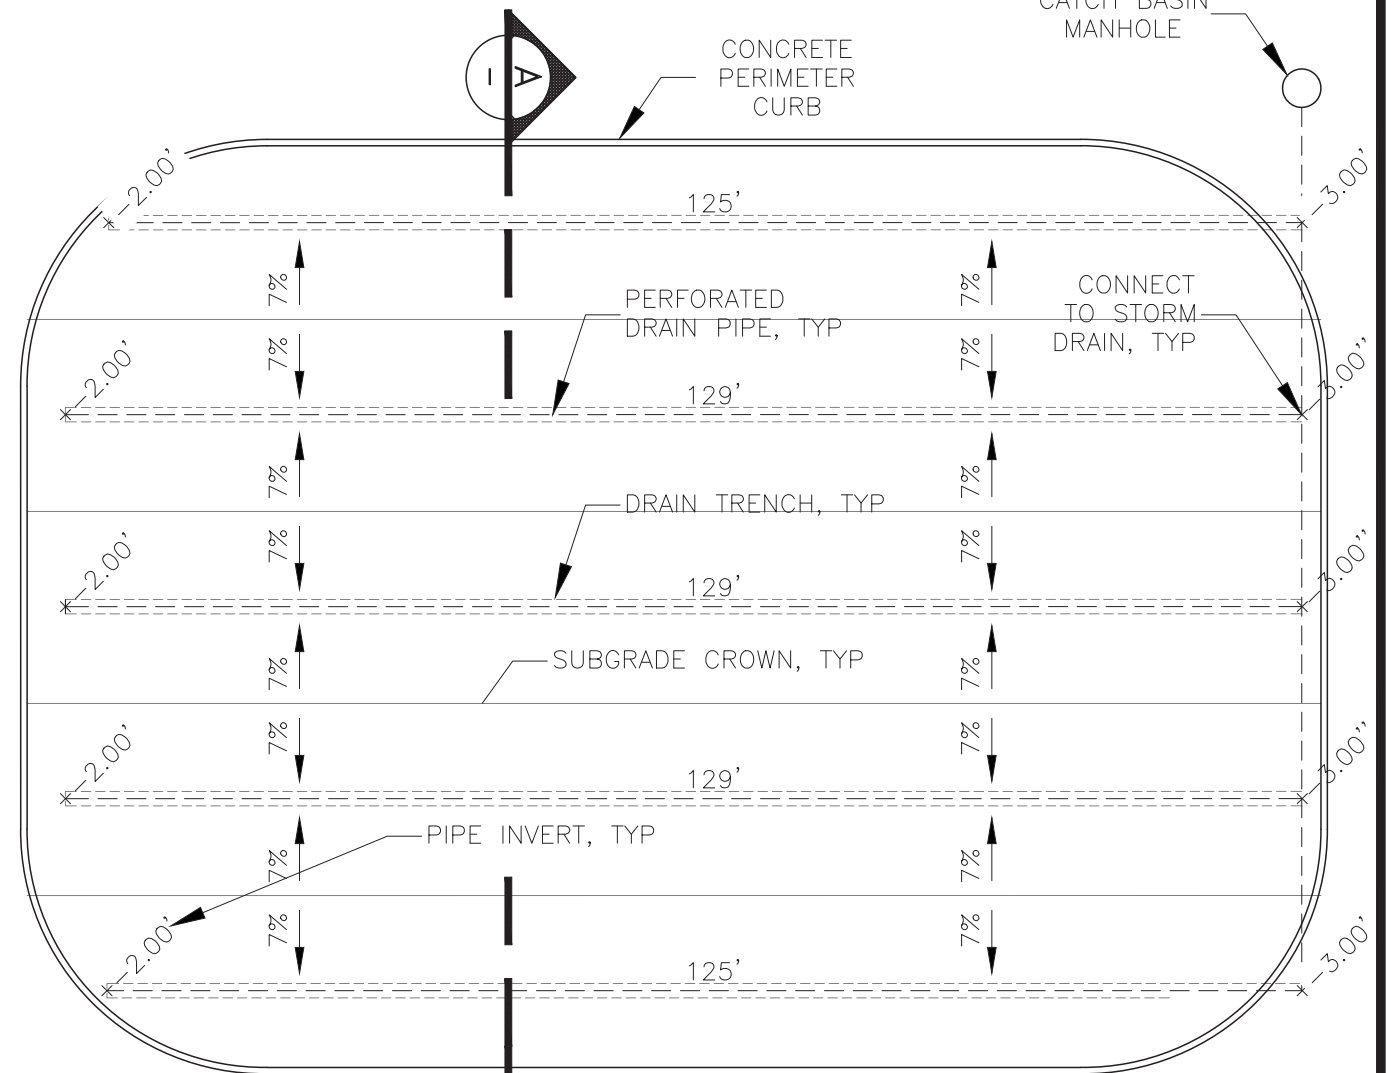 CATCH BASIN
MANHOLE
CONCRETE
PERIMETER
CURB
A
–
–2.00'
125'
–3.00'
7%
7%
PERFORATED
DRAIN PIPE, TYP
CONNECT
TO STORM
DRAIN, TYP
7%
7%
–2.00'
129'
–3.00''
7%
7%
DRAIN TRENCH, TYP
7%
7%
–2.00'
129'
–3.00''
SUBGRADE CROWN, TYP
7%
7%
7%
7%
–2.00'
129'
–3.00''
PIPE INVERT, TYP
7%
7%
7%
7%
–2.00'
125'
–3.00'